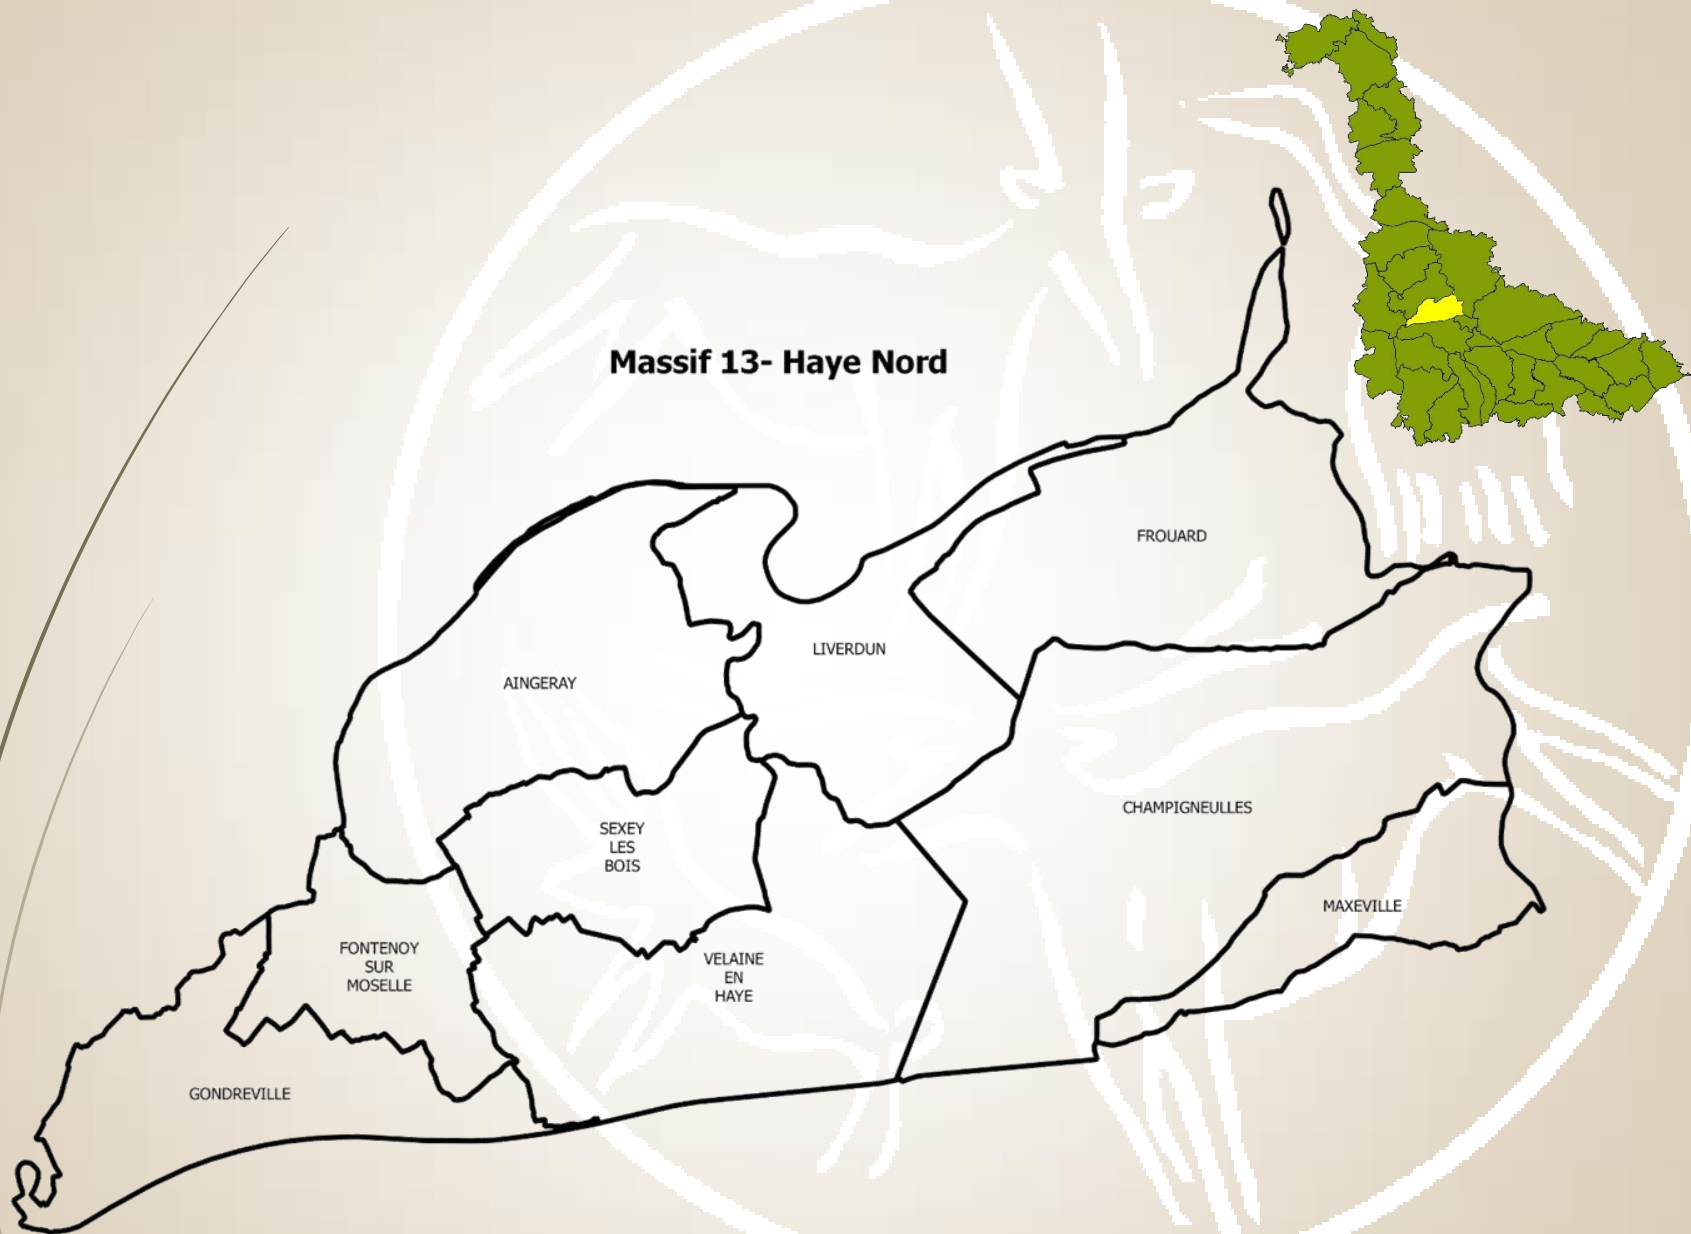 Massif 13- Haye Nord
FROUARD
LIVERDUN
AINGERAY
CHAMPIGNEULLES
SEXEY
LES
BOIS
MAXEVILLE
FONTENOY
SUR
MOSELLE
VELAINE
EN
HAYE
GONDREVILLE